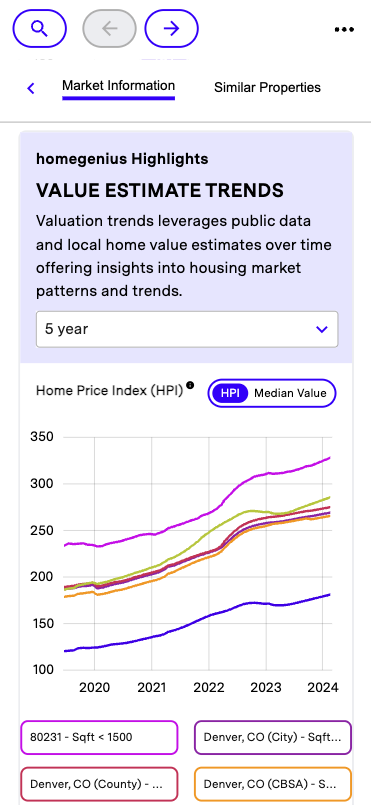 Market Information
Similar Properties
homegenius Highlights
VALUE ESTIMATE TRENDS
Valuation trends leverages public data
and local home value estimates over time
offering insights into housing market
patterns and trends.
5 year
Home Price Index (HPI)
HPI
Median Value
350
300
250
200
150
100
2020 2021 2022 2023 2024
80231 - Sqft < 1500
Denver, CO (City) - Sqft...
Denver, CO (County) - ...
Denver, CO (CBSA) - S...